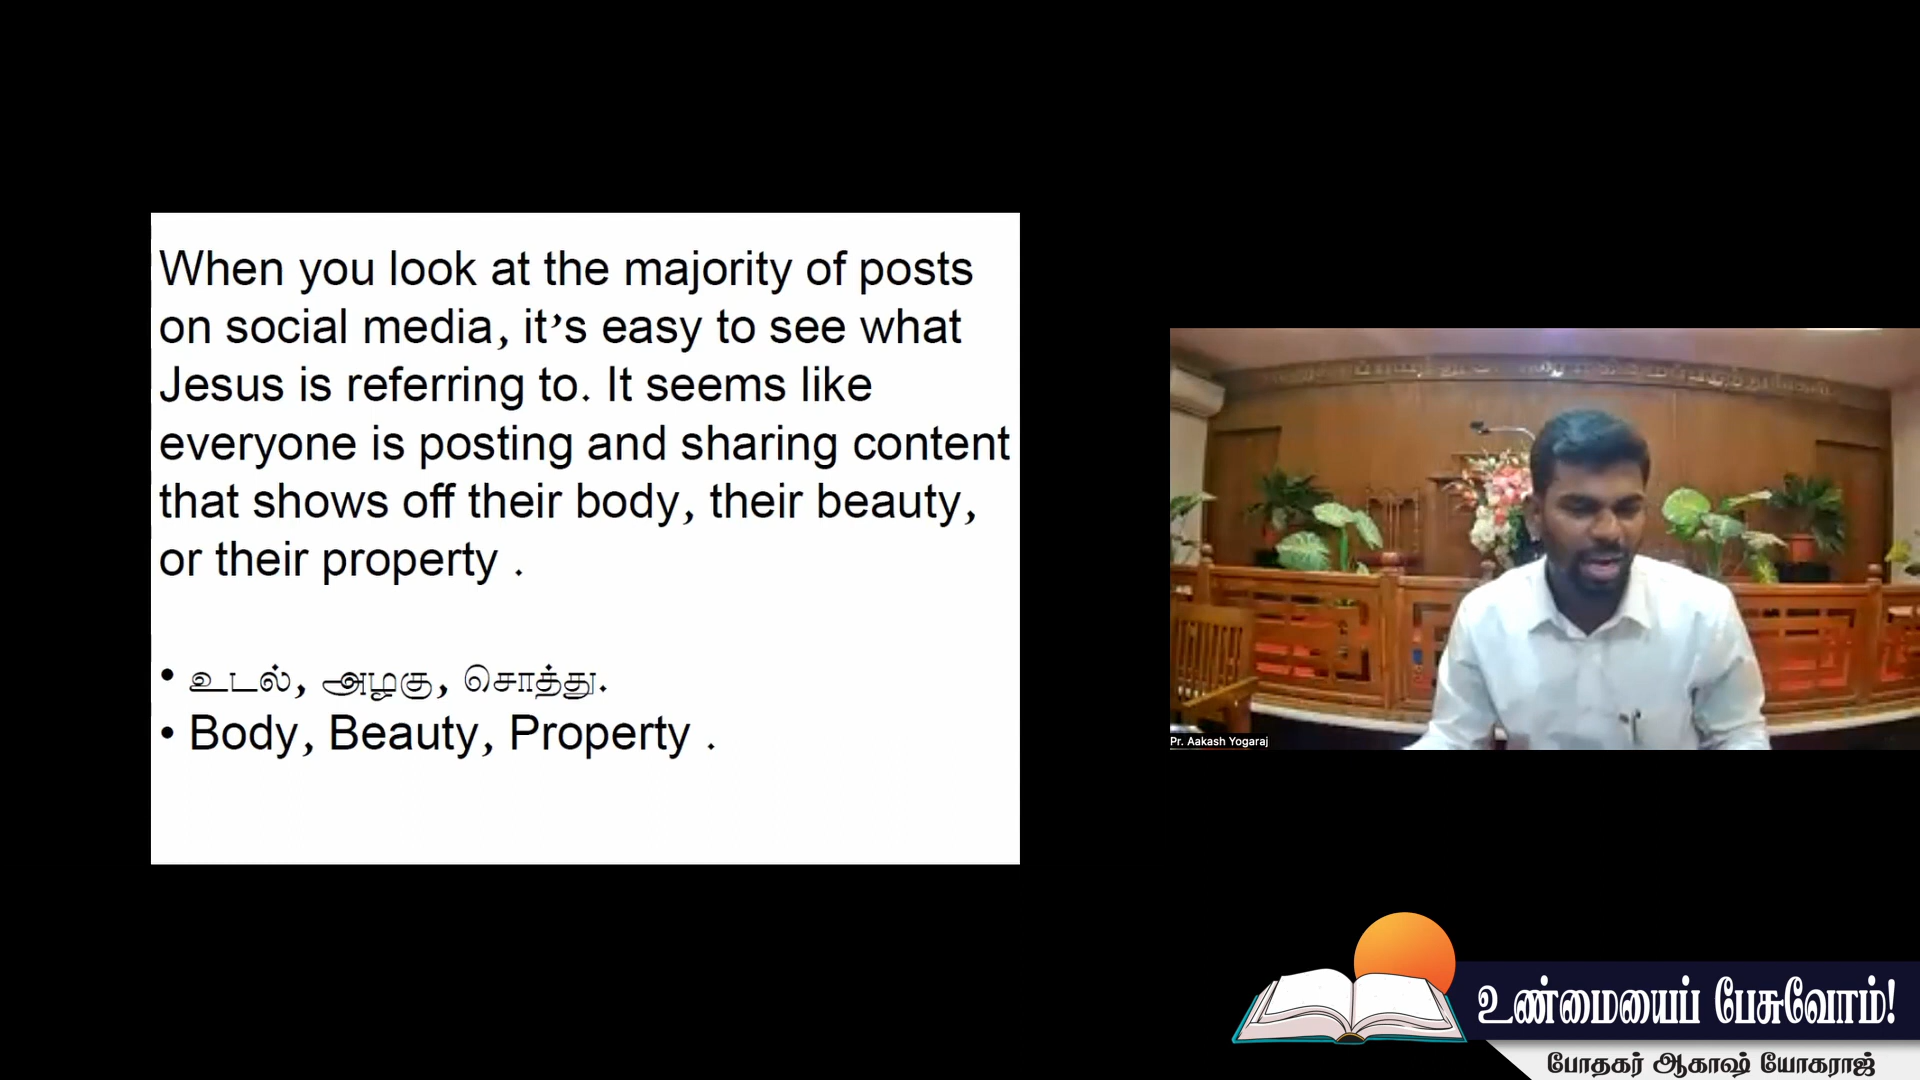 When you look at the majority of posts
on social media, it’s easy to see what
Jesus is referring to. It seems like
everyone is posting and sharing content
that shows off their body, their beauty,
or their property .
• உடல், அழகு, சொத்து.
• Body, Beauty, Property .
Pr. Aakash Yogaraj
உண்மையைப் பேசுவோம்!
போதகர் ஆகாஷ் யோகராஜ்